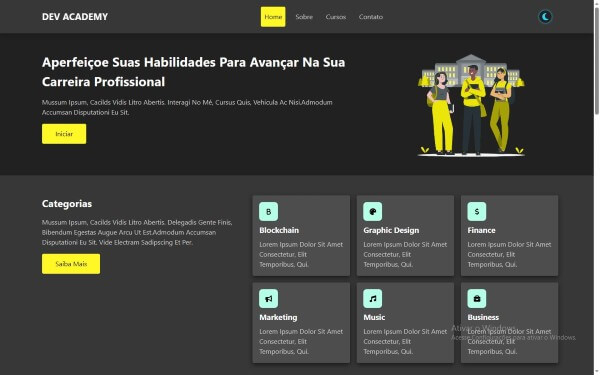 DEV ACADEMY
Home Sobre Cursos Contato
Aperfeiçoe Suas Habilidades Para Avançar Na Sua
Carreira Profissional
Mussum Ipsum, Cacilds Vidis Litro Abertis. Interagi No Mé, Cursus Quis, Vehicula Ac Nisi.Admodum
Accumsan Disputationi Eu Sit.
Iniciar
Categorias
Mussum Ipsum, Cacilds Vidis Litro Abertis. Delegadis Gente Finis,
Bibendum Egestas Augue Arcu Ut Est.Admodum Accumsan
Disputationi Eu Sit. Vide Electram Sadipscing Et Per.
Saiba Mais
Blockchain
Lorem Ipsum Dolor Sit Amet
Consectetur, Elit
Temporibus, Qui.
Graphic Design
Lorem Ipsum Dolor Sit Amet
Consectetur, Elit
Temporibus, Qui.
Finance
Lorem Ipsum Dolor Sit Amet
Consectetur, Elit
Temporibus, Qui.
Marketing
Lorem Ipsum Dolor Sit Amet
Consectetur, Elit
Temporibus, Qui.
Music
Lorem Ipsum Dolor Sit Amet
Consectetur, Elit
Temporibus, Qui.
Business
Lorem Ipsum Dolor Sit Amet
Consectetur, Elit
Temporibus, Qui.
Ativar o Windows
para ativar o Windows.